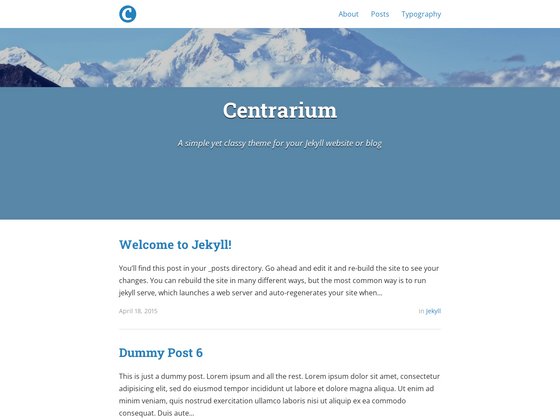 C
About Posts Typography
Centrarium
A simple yet classy theme for your Jekyll website or blog
Welcome to Jekyll!
You'll find this post in your _posts directory. Go ahead and edit it and re-build the site to see your
changes. You can rebuild the site in many different ways, but the most common way is to run
jekyll serve, which launches a web server and auto-regenerates your site when...
April 18, 2015 in Jekyll
Dummy Post 6
This is just a dummy post. Lorem ipsum and all the rest. Lorem ipsum dolor sit amet, consectetur
adipisicing elit, sed do eiusmod tempor incididunt ut labore et dolore magna aliqua. Ut enim ad
minim veniam, quis nostrud exercitation ullamco laboris nisi ut aliquip ex ea commodo
consequat. Duis aute...